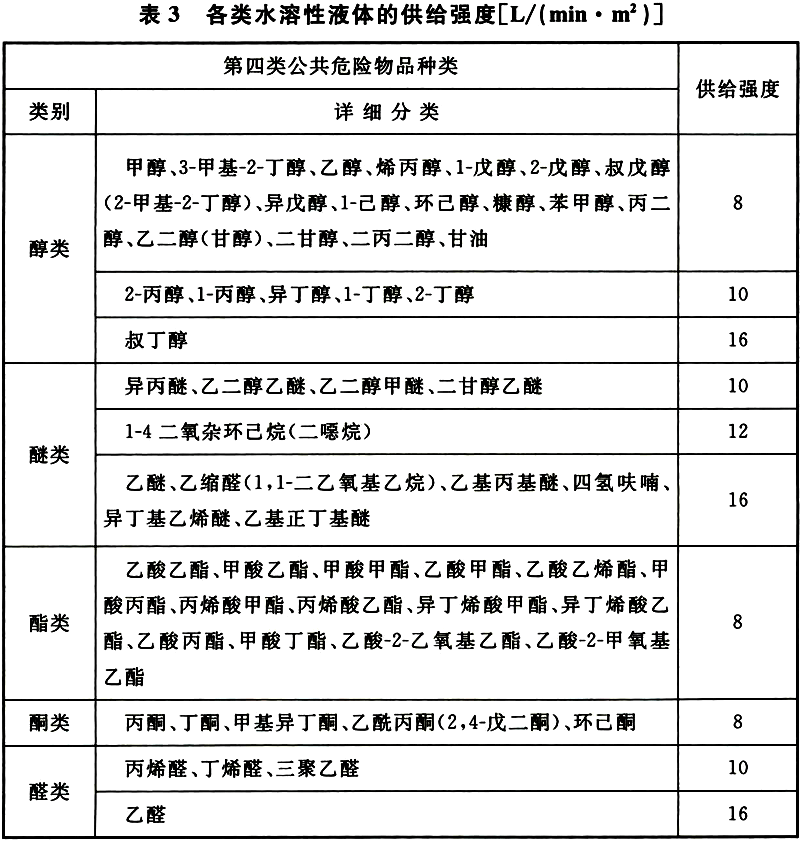 表 3 各类水溶性液体的供给强度[L/(min·m²)]
第四类公共危险物品种类
供给强度
类别
详 细 分 类
甲醇、3-甲基-2-丁醇、乙醇、烯丙醇、1-戊醇、2-戊醇、叔戊醇
(2-甲基-2-丁醇)、异戊醇、1-己醇、环己醇、糠醇、苯甲醇、丙二
醇、乙二醇(甘醇)、二甘醇、二丙二醇、甘油
8
醇类
2-丙醇、1-丙醇、异丁醇、1-丁醇、2-丁醇
10
叔丁醇
16
异丙醚、乙二醇乙醚、乙二醇甲醚、二甘醇乙醚
10
1-4 二氧杂环己烷(二噁烷)
12
醚类
乙醚、乙缩醛(1,1-二乙氧基乙烷)、乙基丙基醚、四氢呋喃、
异丁基乙烯醚、乙基正丁基醚
16
乙酸乙酯、甲酸乙酯、甲酸甲酯、乙酸甲酯、乙酸乙烯酯、甲
酸丙酯、丙烯酸甲酯、丙烯酸乙酯、异丁烯酸甲酯、异丁烯酸乙
酯、乙酸丙酯、甲酸丁酯、乙酸-2-乙氧基乙酯、乙酸-2-甲氧基
乙酯
酯类
8
酮类
丙酮、丁酮、甲基异丁酮、乙酰丙酮(2,4-戊二酮)、环己酮
8
醛类
丙烯醛、丁烯醛、三聚乙醛
10
乙醛
16